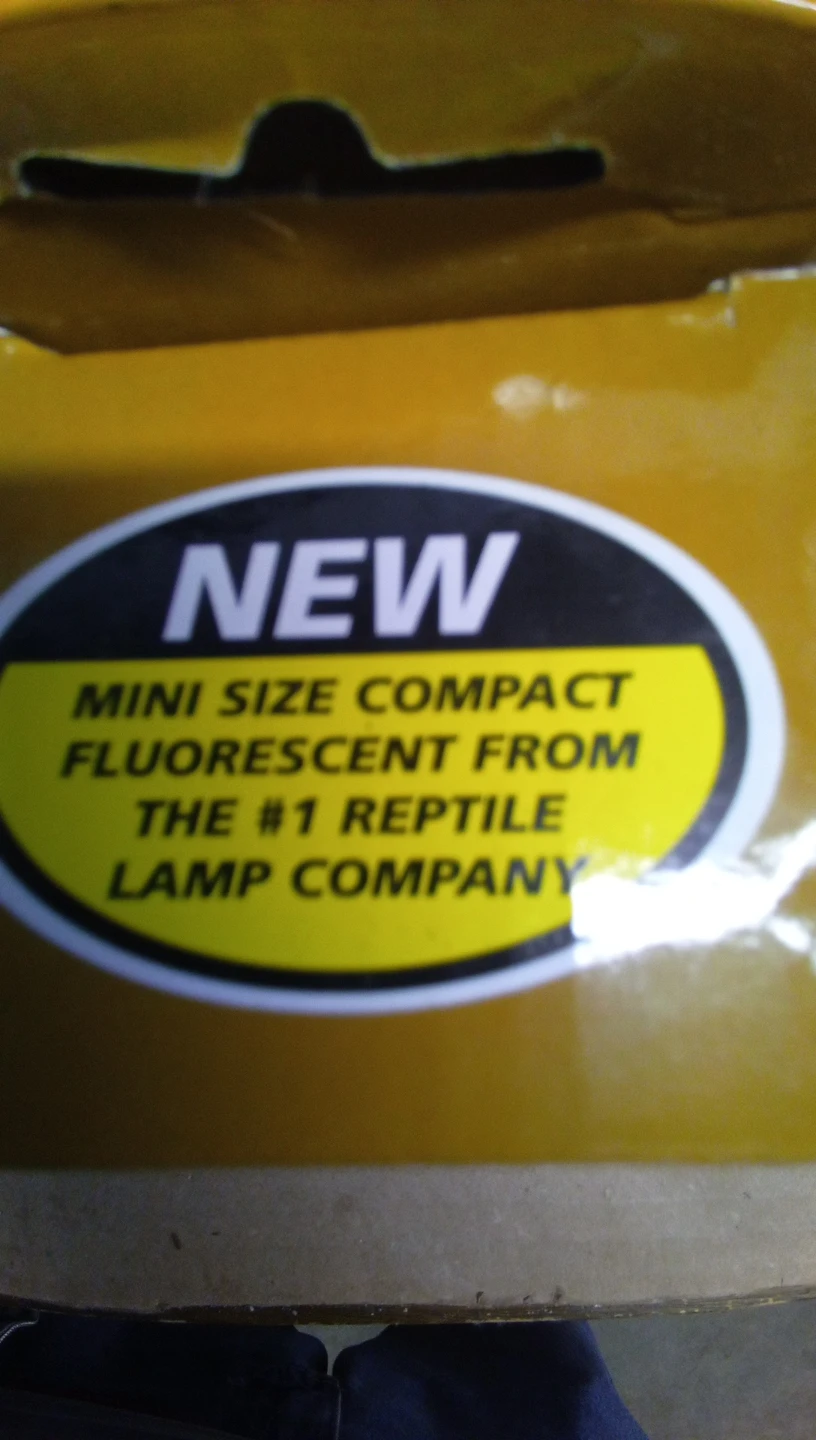 NEW
MINI SIZE COMPACT
FLUORESCENT FROM
THE #1 REPTILE
LAMP COMPANY